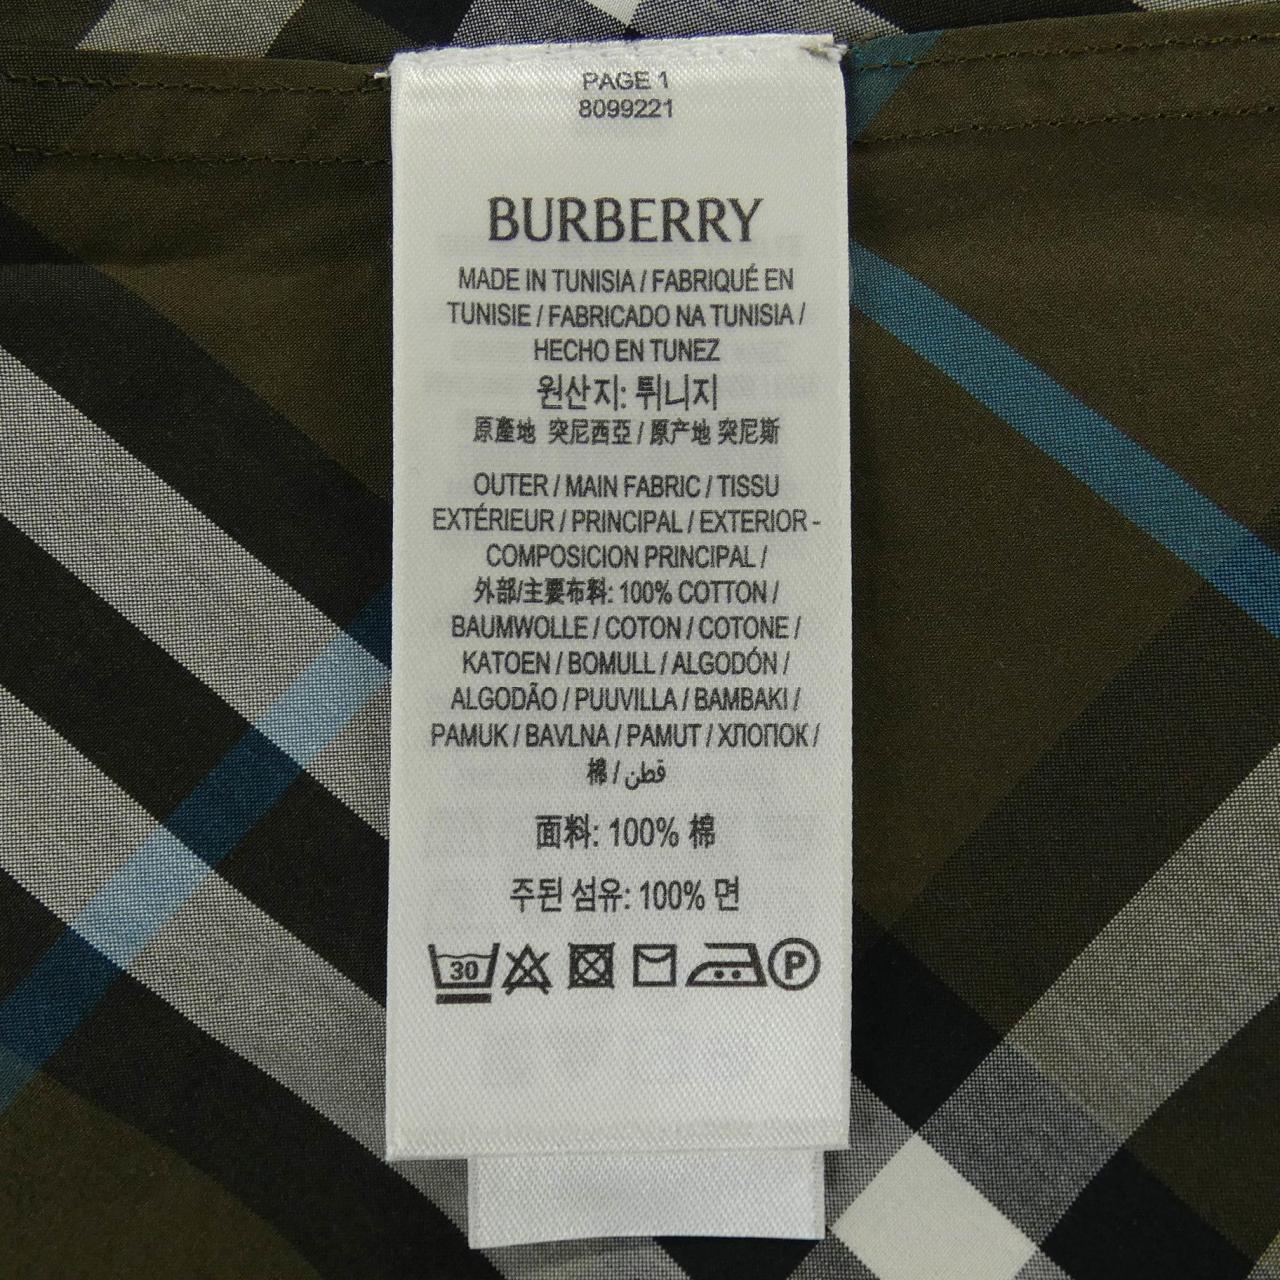 PAGE 1
8099221
BURBERRY
MADE IN TUNISIA / FABRIQUÉ EN
TUNISIE / FABRICADO NA TUNISIA /
HECHO EN TUNEZ
원산지: 튀니지
原產地 突尼西亞 / 原产地 突尼斯
OUTER / MAIN FABRIC / TISSU
EXTÉRIEUR / PRINCIPAL / EXTERIOR -
COMPOSICION PRINCIPAL /
外部/主要布料: 100% COTTON /
BAUMWOLLE / COTON / COTONE /
KATOEN / BOMULL / ALGODÓN /
ALGODÃO / PUUVILLA / BAMBAKI /
PAMUK / BAVLNA / PAMUT / ХЛОПОК /
棉 / قطن
面料: 100% 棉
주된 섬유: 100% 면
30 P